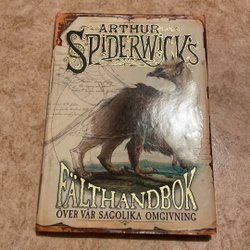 ARTHUR
SPIDERWICKS
FÄLTHANDBOK
ÖVER VÅR SAGOLIKA OMGIVNING